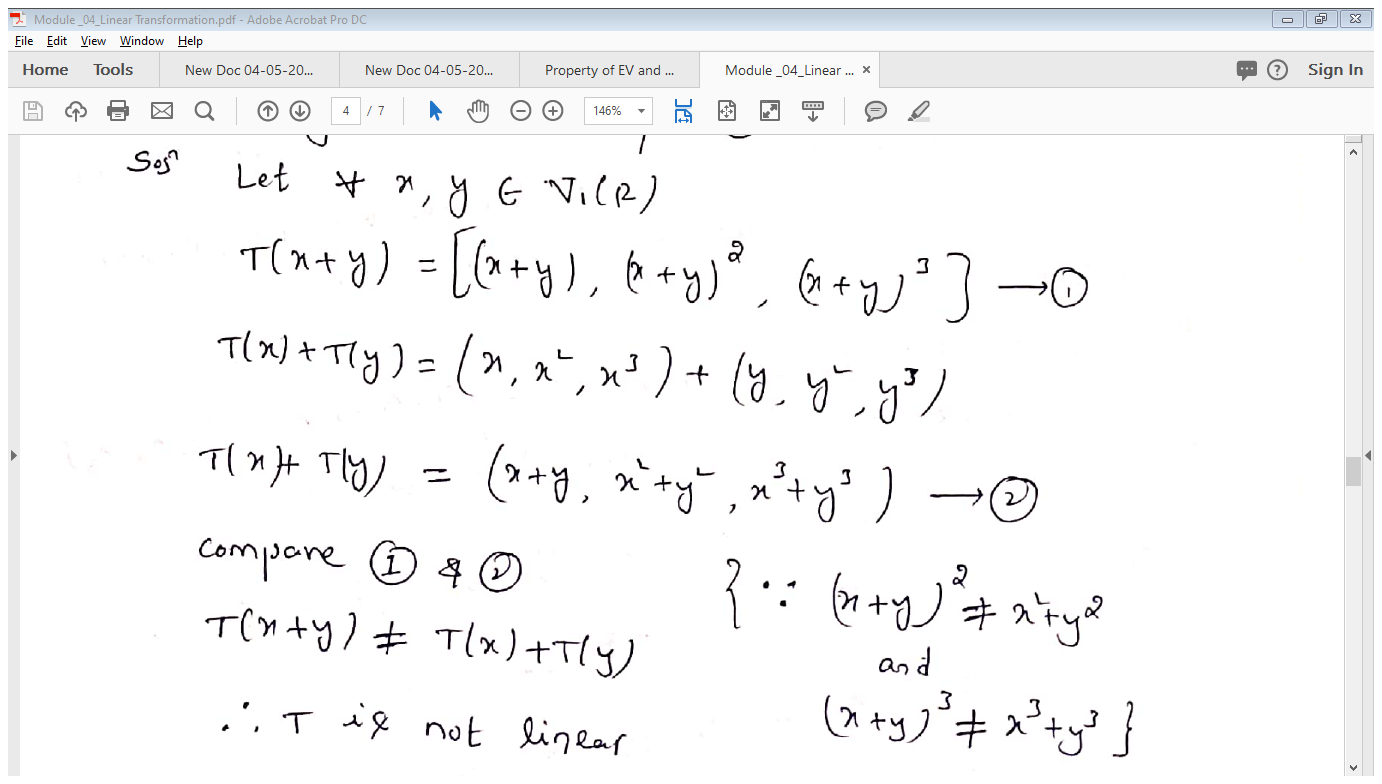 Module _04_Linear Transformation.pdf - Adobe Acrobat Pro DC
File Edit View Window Help
Home Tools New Doc 04-05-20... New Doc 04-05-20... Property of EV and ... Module _04_Linear ... × Sign In
4 / 7 146%
Solⁿ Let ∀ x, y ∈ V₁(R)
T(x+y) = [(x+y), (x+y)², (x+y)³] → ①
T(x)+T(y) = (x, x², x³) + (y, y², y³)
T(x)+T(y) = (x+y, x²+y², x³+y³) → ②
compare ① & ②
{ ∵ (x+y)² ≠ x²+y²
T(x+y) ≠ T(x)+T(y)
and
(x+y)³ ≠ x³+y³ }
∴ T is not linear